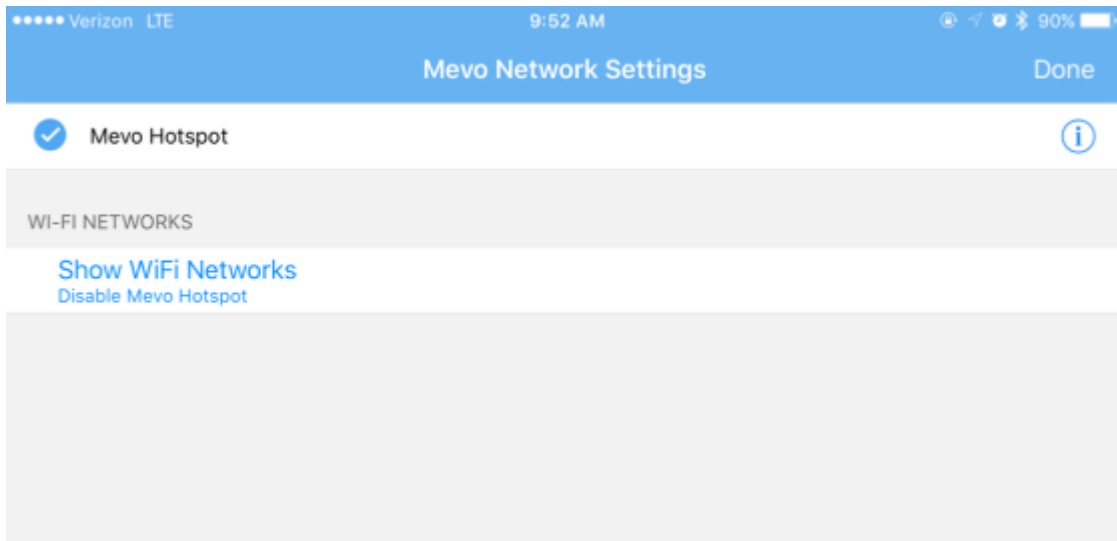 Verizon LTE 9:52 AM 90%
Mevo Network Settings Done
Mevo Hotspot
WI-FI NETWORKS
Show WiFi Networks
Disable Mevo Hotspot